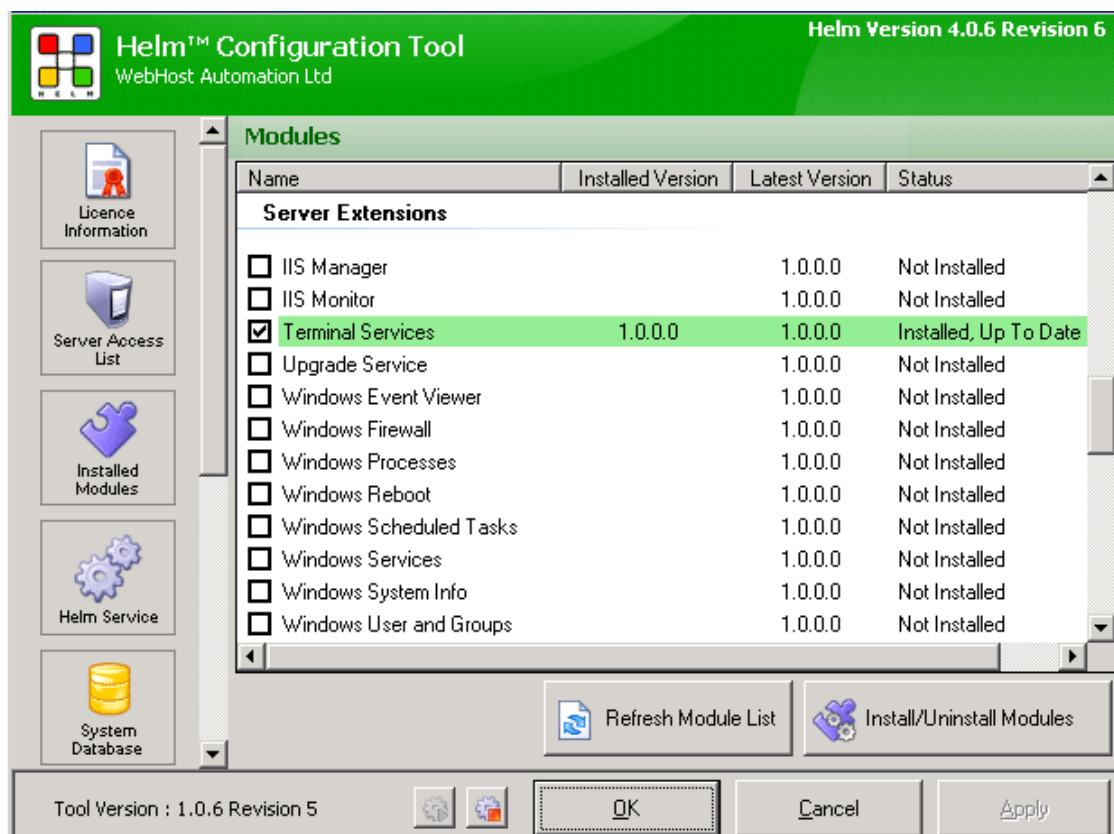 Helm™ Configuration Tool
WebHost Automation Ltd
Helm Version 4.0.6 Revision 6
HELM
Licence
Information
Server Access
List
Installed
Modules
Helm Service
System
Database
Modules
Name Installed Version Latest Version Status
Server Extensions
IIS Manager 1.0.0.0 Not Installed
IIS Monitor 1.0.0.0 Not Installed
Terminal Services 1.0.0.0 1.0.0.0 Installed, Up To Date
Upgrade Service 1.0.0.0 Not Installed
Windows Event Viewer 1.0.0.0 Not Installed
Windows Firewall 1.0.0.0 Not Installed
Windows Processes 1.0.0.0 Not Installed
Windows Reboot 1.0.0.0 Not Installed
Windows Scheduled Tasks 1.0.0.0 Not Installed
Windows Services 1.0.0.0 Not Installed
Windows System Info 1.0.0.0 Not Installed
Windows User and Groups 1.0.0.0 Not Installed
Refresh Module List Install/Uninstall Modules
Tool Version : 1.0.6 Revision 5 OK Cancel Apply